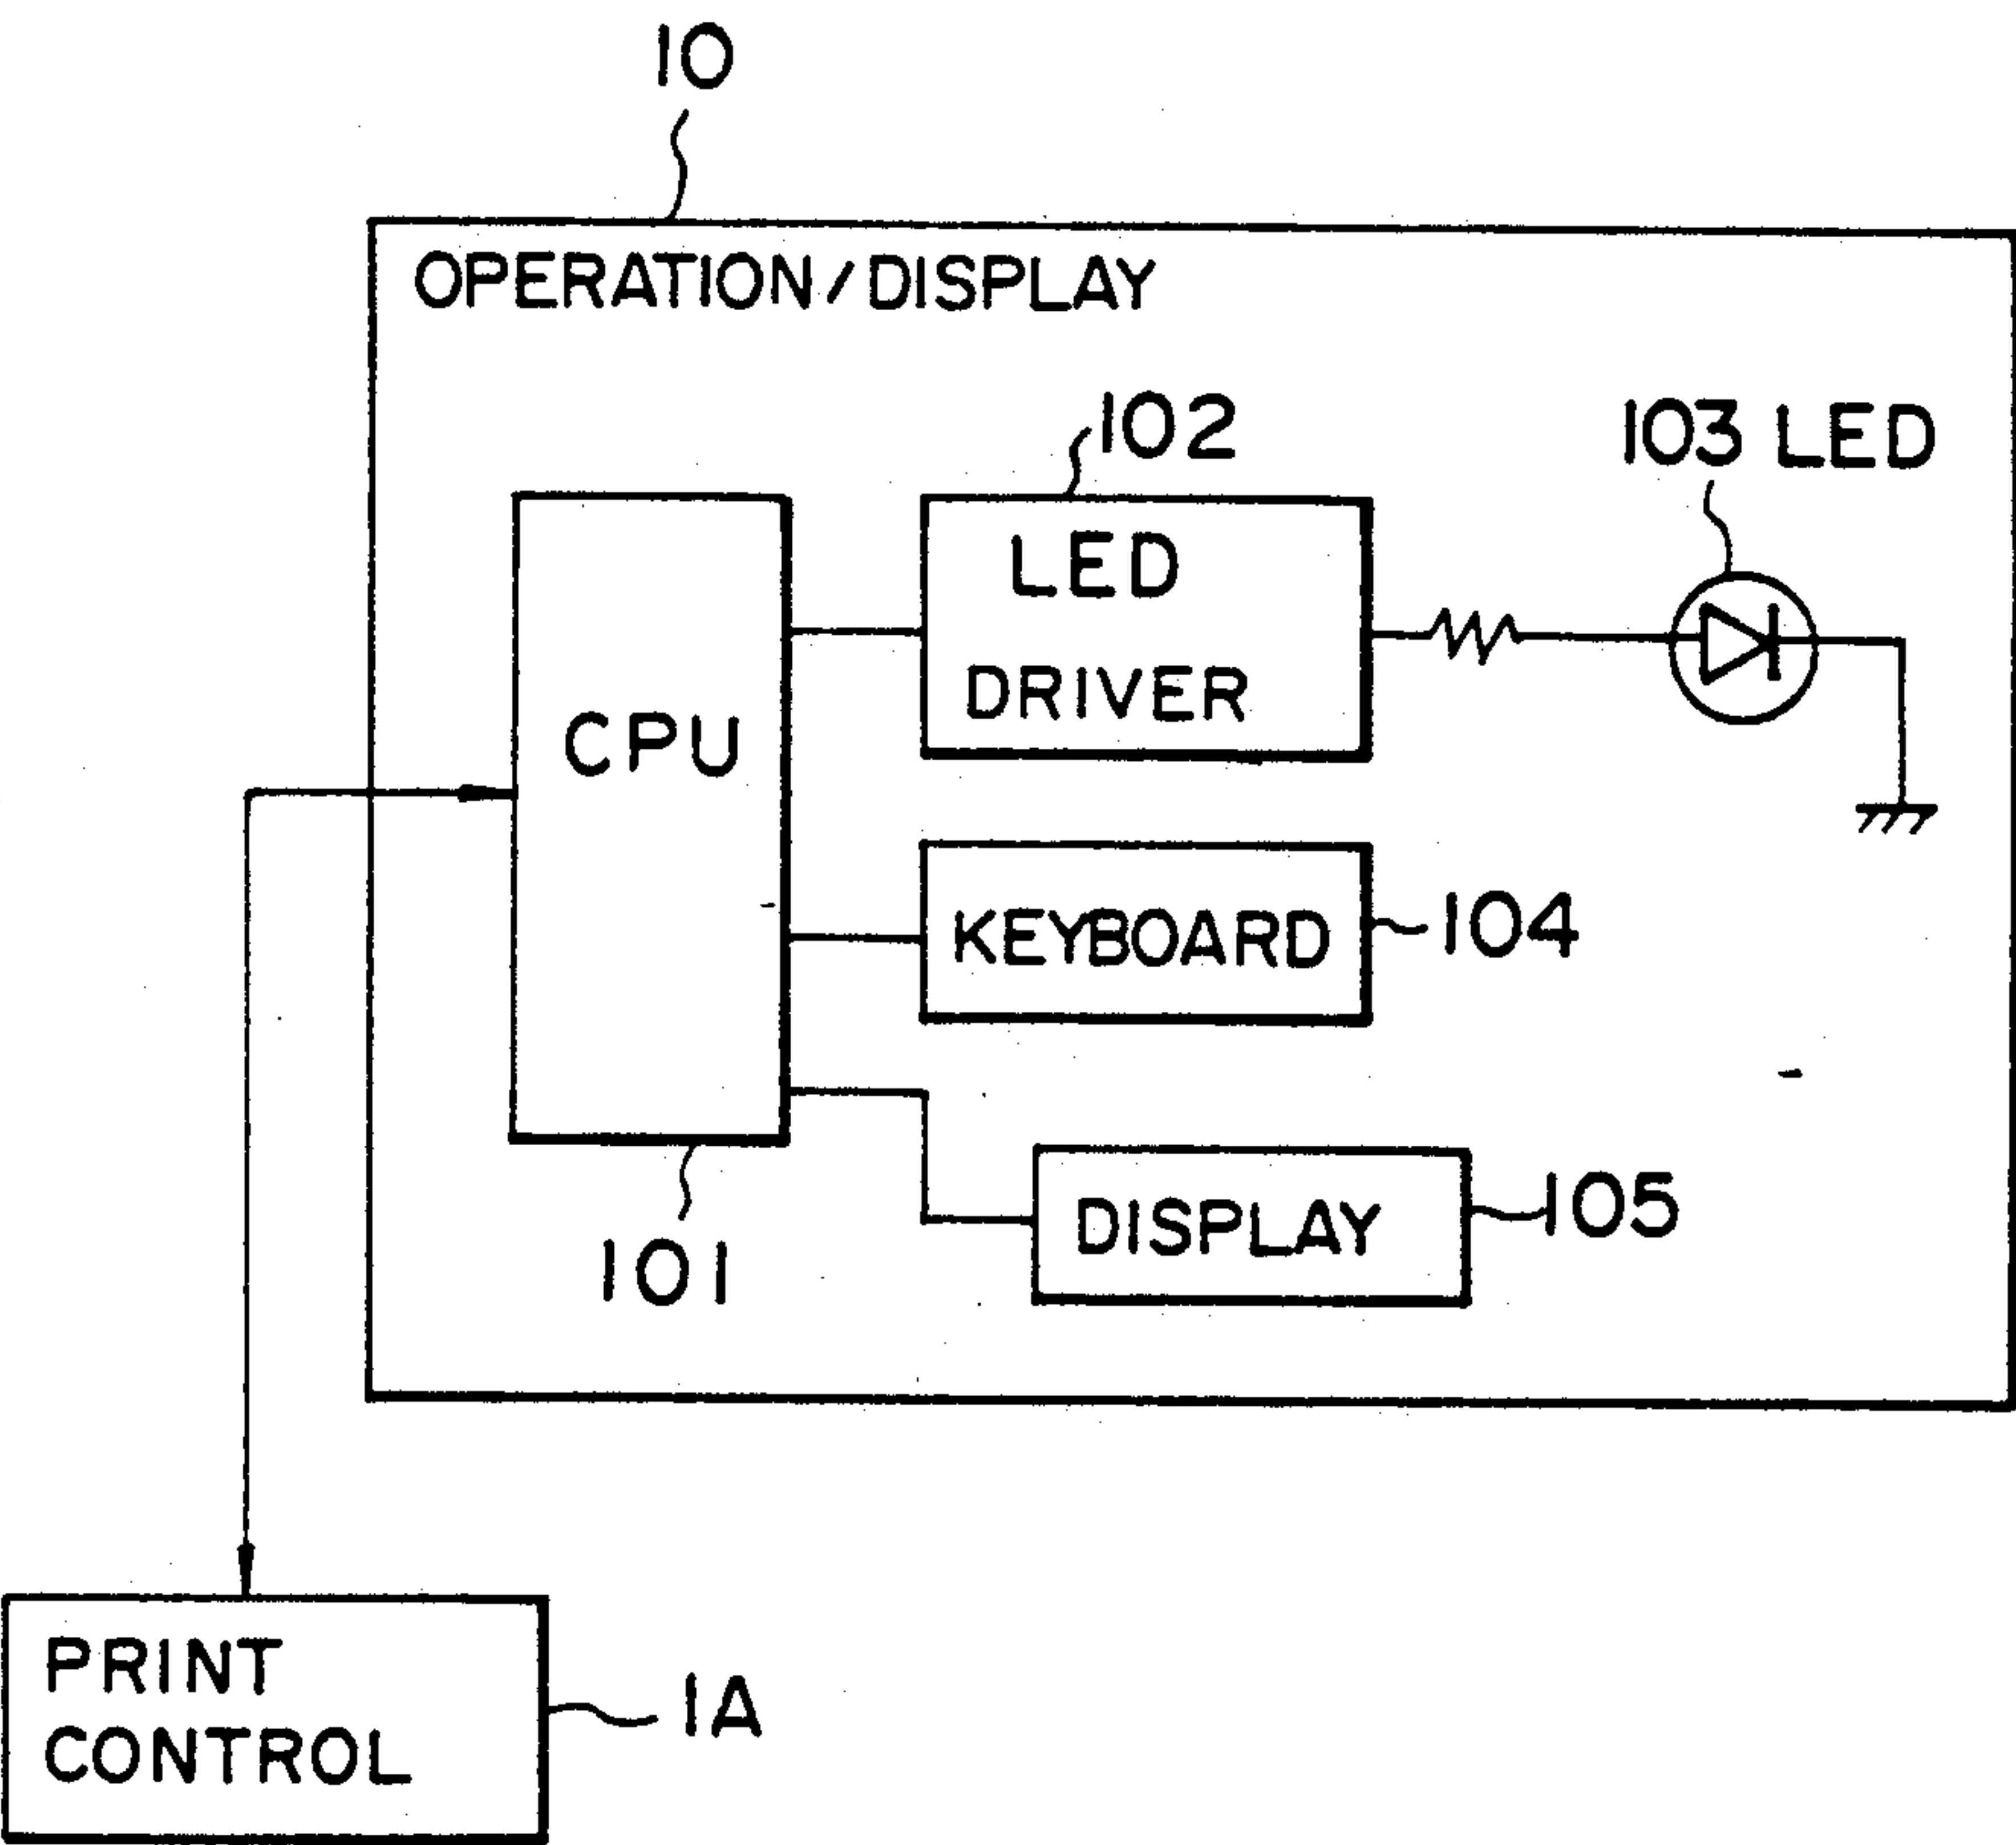 10
OPERATION/DISPLAY
102
103 LED
LED
DRIVER
CPU
KEYBOARD
104
DISPLAY
105
101
PRINT
CONTROL
1A